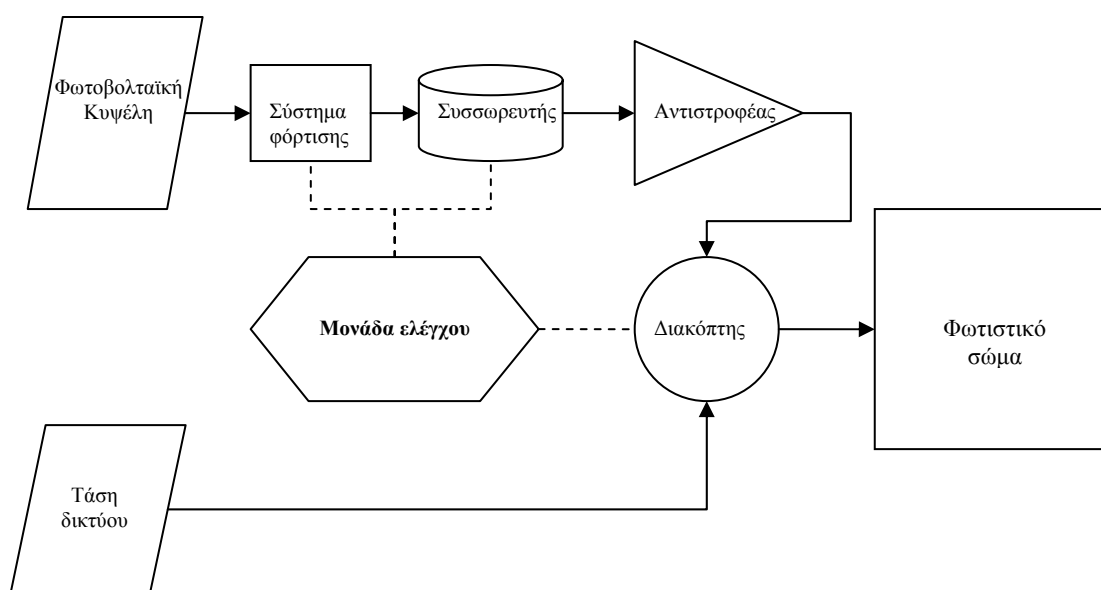 Φωτοβολταϊκή
Κυψέλη
Σύστημα
φόρτισης
Συσσωρευτής
Αντιστροφέας
Μονάδα ελέγχου
Διακόπτης
Φωτιστικό
σώμα
Τάση
δικτύου